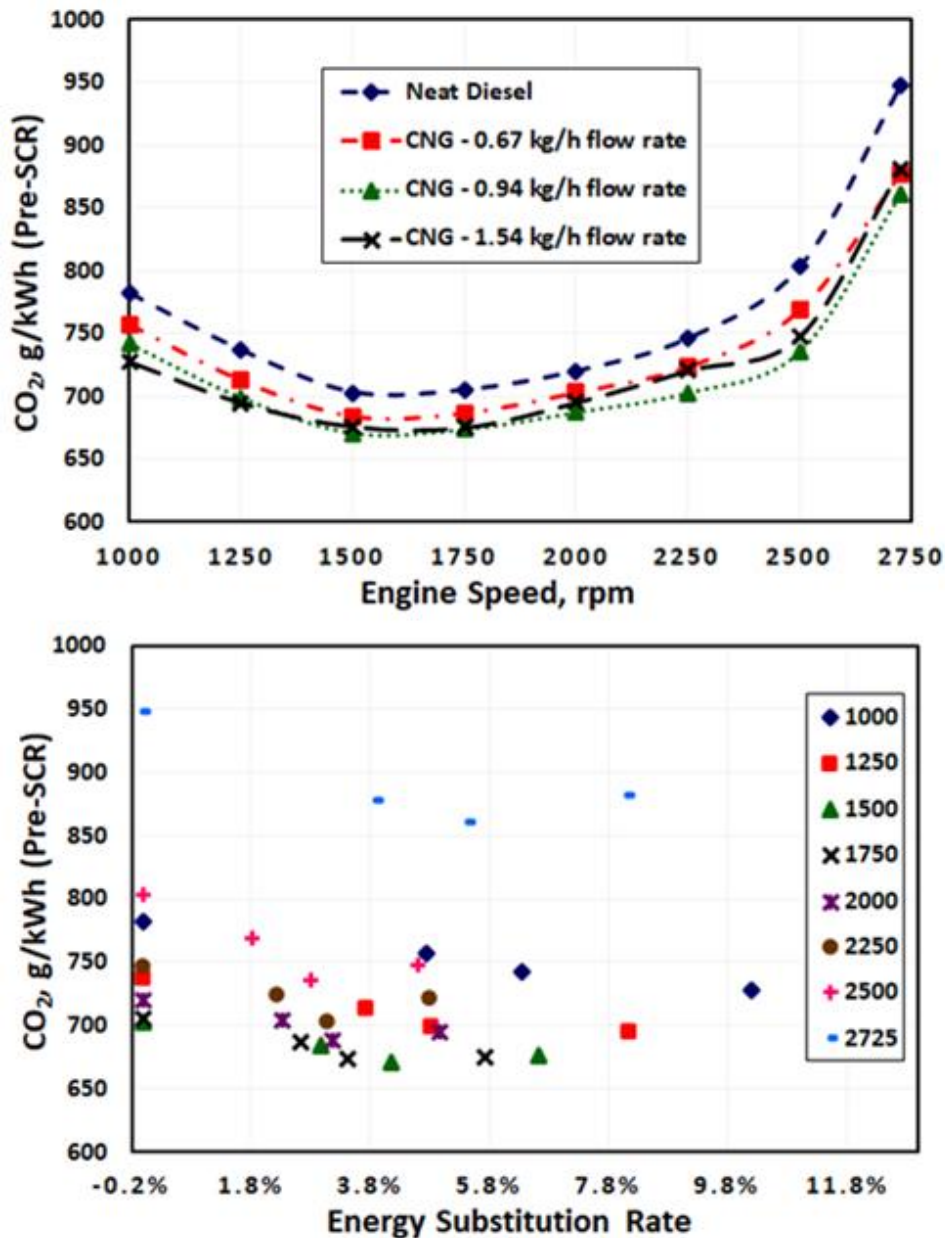 1000
950
900
850
800
750
700
650
600
CO₂, g/kWh (Pre-SCR)
Neat Diesel
CNG - 0.67 kg/h flow rate
CNG - 0.94 kg/h flow rate
CNG - 1.54 kg/h flow rate
1000 1250 1500 1750 2000 2250 2500 2750
Engine Speed, rpm
1000
950
900
850
800
750
700
650
600
CO₂, g/kWh (Pre-SCR)
1000
1250
1500
1750
2000
2250
2500
2725
-0.2% 1.8% 3.8% 5.8% 7.8% 9.8% 11.8%
Energy Substitution Rate